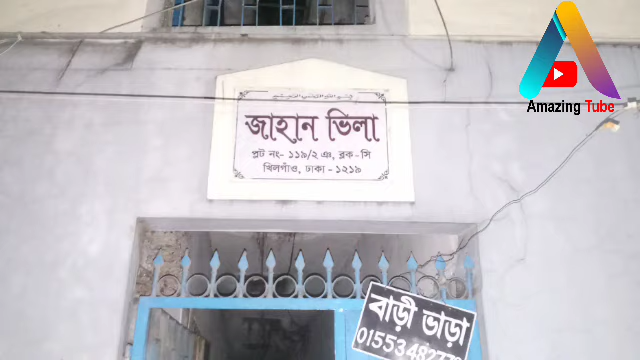 জাহান ভিলা
প্লট নং- ১১৯/২ এ, ব্লক-সি
খিলগাঁও, ঢাকা - ১২১৯
বাড়ী ভাড়া
Amazing Tube